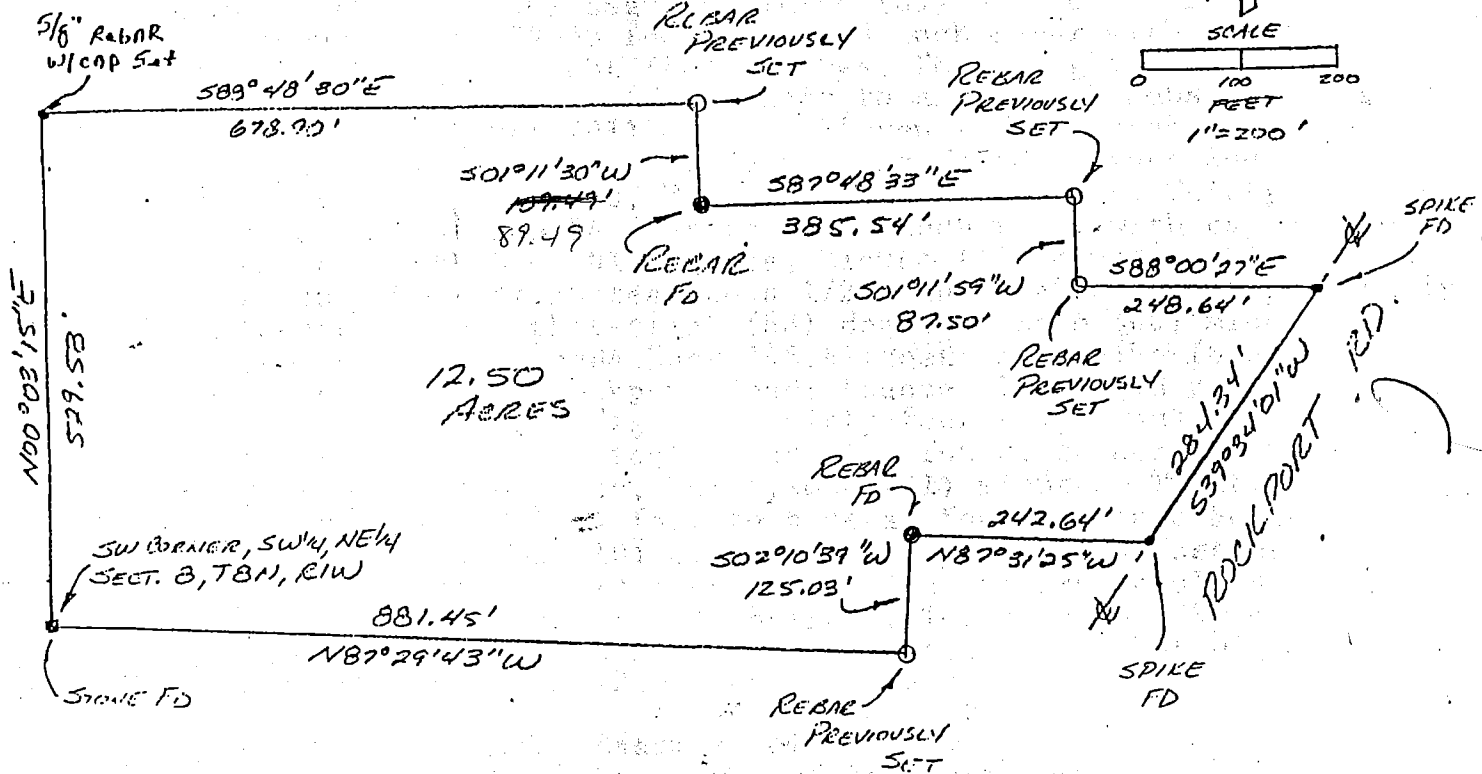 5/8" RebAR
w/cap Set
S89°48'30"E
678.70'
REBAR
PREVIOUSLY
SET
SCALE
0 100 200
FEET
1"=200'
REBAR
PREVIOUSLY
SET
S01°11'30"W
109.49'
89.49
REBAR
FD
S87°48'33"E
385.54'
SPIKE
FD
S01°11'59"W
87.50'
S88°00'27"E
248.64'
REBAR
PREVIOUSLY
SET
284.34'
S39°34'01"W
ROCKPORT RD.
N00°03'15"E
529.58'
12.50
ACRES
REBAR
FD
242.64'
N87°31'25"W
S02°10'39"W
125.03'
SW CORNER, SW¼, NE¼
SECT. 8, T8N, R1W
881.45'
N87°29'43"W
STONE FD
REBAR
PREVIOUSLY
SET
SPIKE
FD